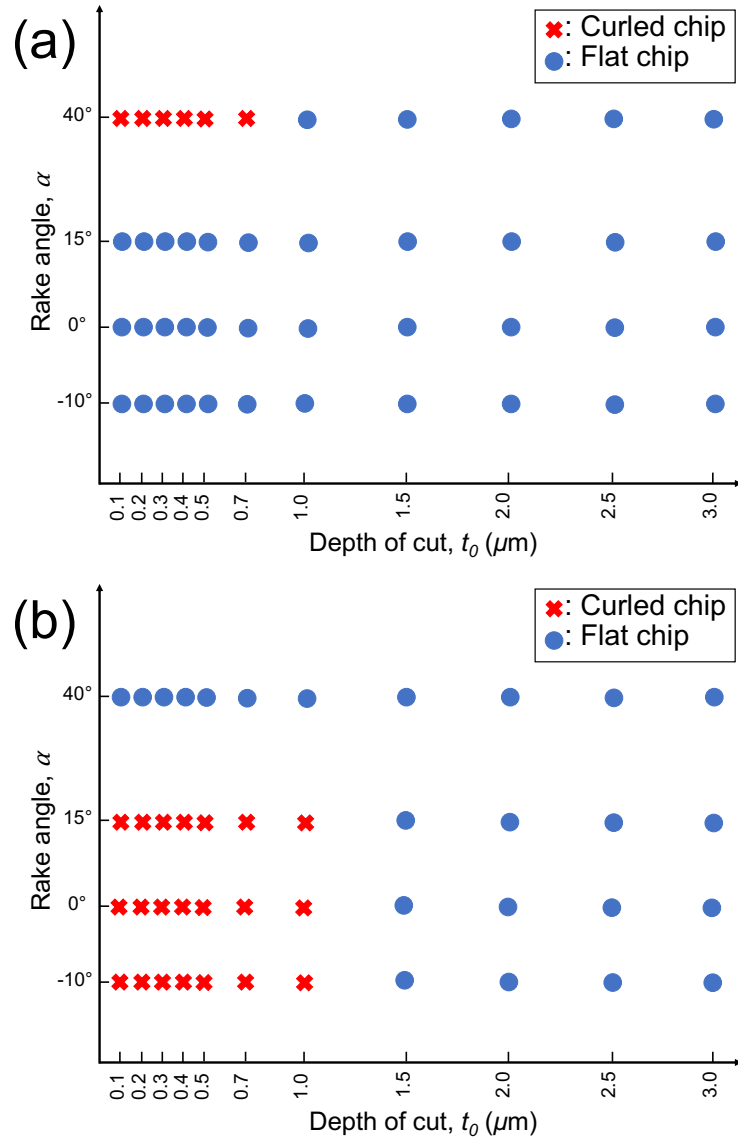 (a)
✖: Curled chip
●: Flat chip
Rake angle, α
40°
15°
0°
-10°
0.1 0.2 0.3 0.4 0.5 0.7 1.0 1.5 2.0 2.5 3.0
Depth of cut, t0 (µm)
(b)
✖: Curled chip
●: Flat chip
Rake angle, α
40°
15°
0°
-10°
0.1 0.2 0.3 0.4 0.5 0.7 1.0 1.5 2.0 2.5 3.0
Depth of cut, t0 (µm)